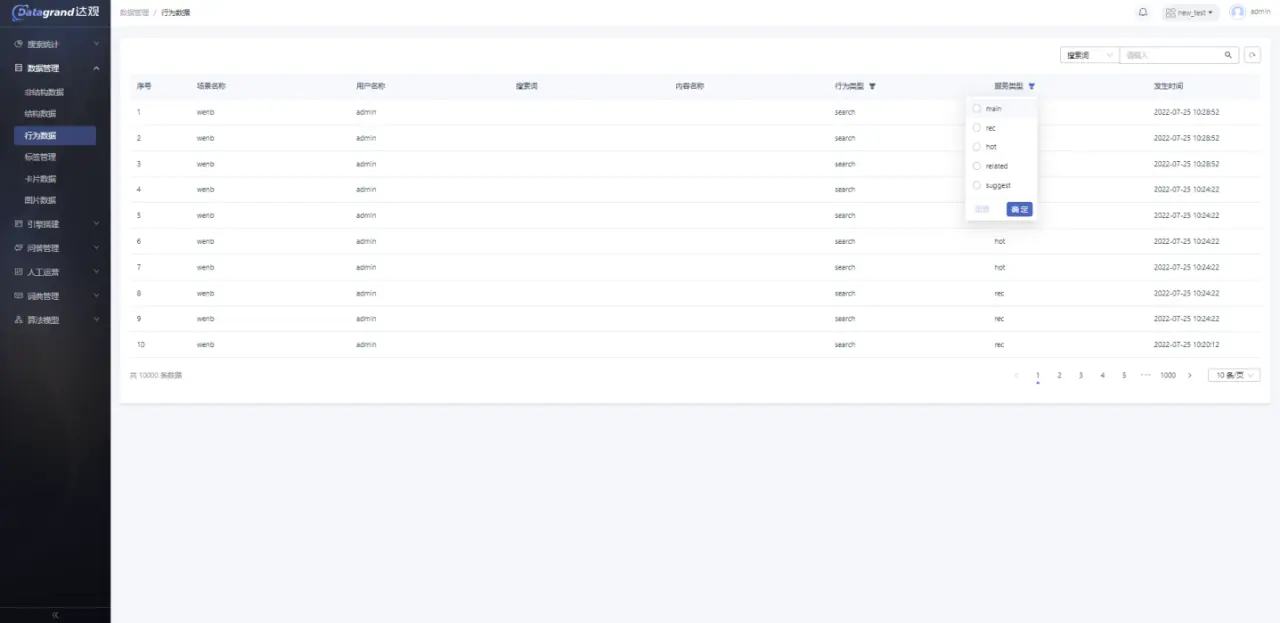 Datagrand达观
数据管理 / 行为数据
new_test
admin
搜索统计
数据管理
非结构数据
结构数据
行为数据
标签管理
卡片数据
图片数据
引擎搭建
问答管理
人工运营
词典管理
算法模型
搜索词 请输入
序号 场景名称 用户名称 搜索词 内容名称 行为类型 服务类型 发生时间
1 wenb admin search 2022-07-25 10:28:52
2 wenb admin search 2022-07-25 10:28:52
3 wenb admin search 2022-07-25 10:28:52
4 wenb admin search 2022-07-25 10:24:22
5 wenb admin search 2022-07-25 10:24:22
6 wenb admin search hot 2022-07-25 10:24:22
7 wenb admin search hot 2022-07-25 10:24:22
8 wenb admin search rec 2022-07-25 10:24:22
9 wenb admin search rec 2022-07-25 10:24:22
10 wenb admin search rec 2022-07-25 10:20:12
main
rec
hot
related
suggest
重置 确定
共 10000 条数据
1 2 3 4 5 ··· 1000
10 条/页